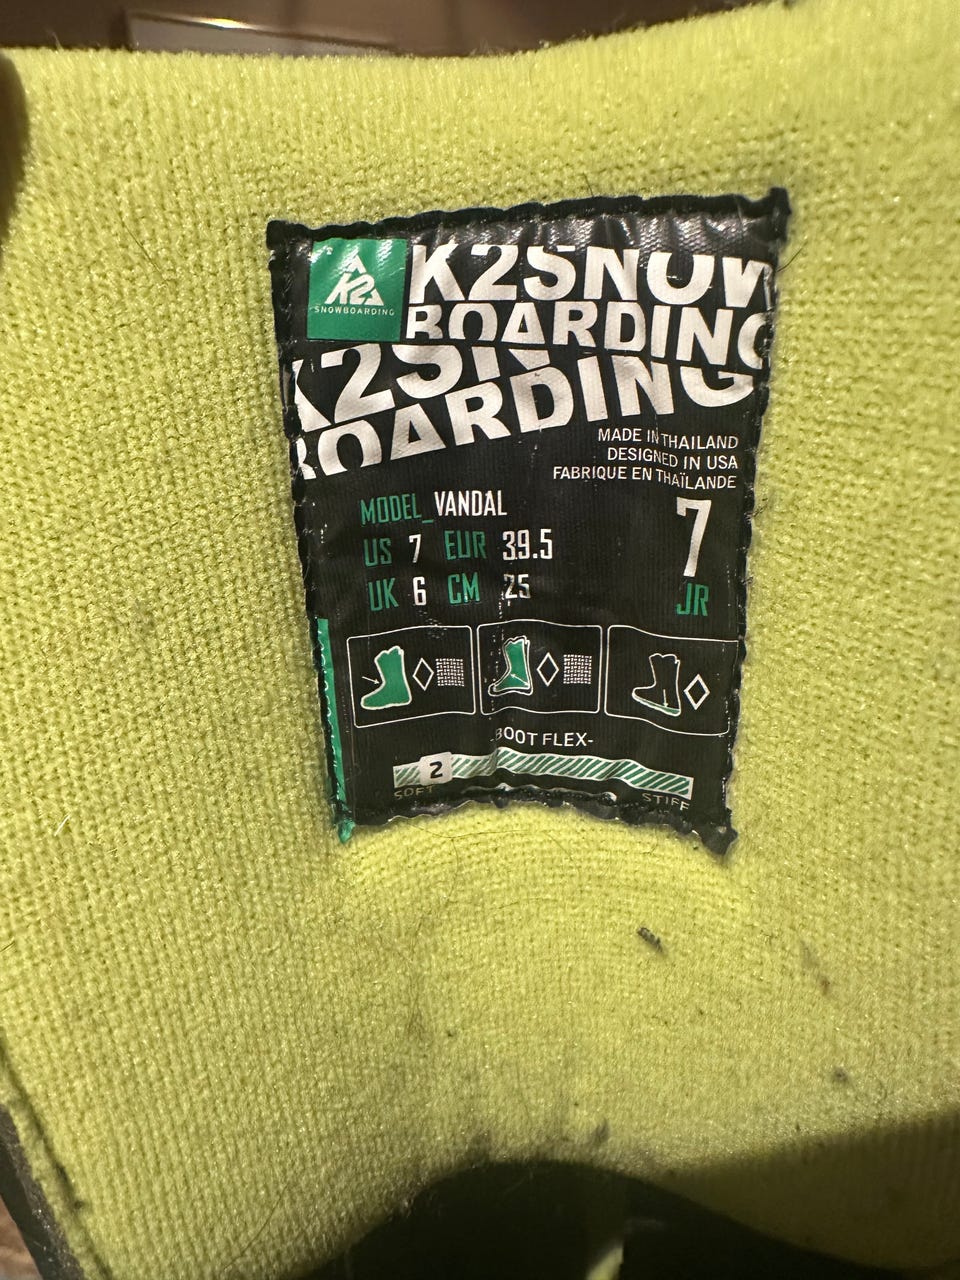 K2
SNOWBOARDING
K2SNOW
BOARDING
K2SN
BOARDING
MADE IN THAILAND
DESIGNED IN USA
FABRIQUE EN THAÏLANDE
MODEL_VANDAL
US 7 EUR 39.5
UK 6 CM 25
7
JR
-BOOT FLEX-
2
SOFT STIFF